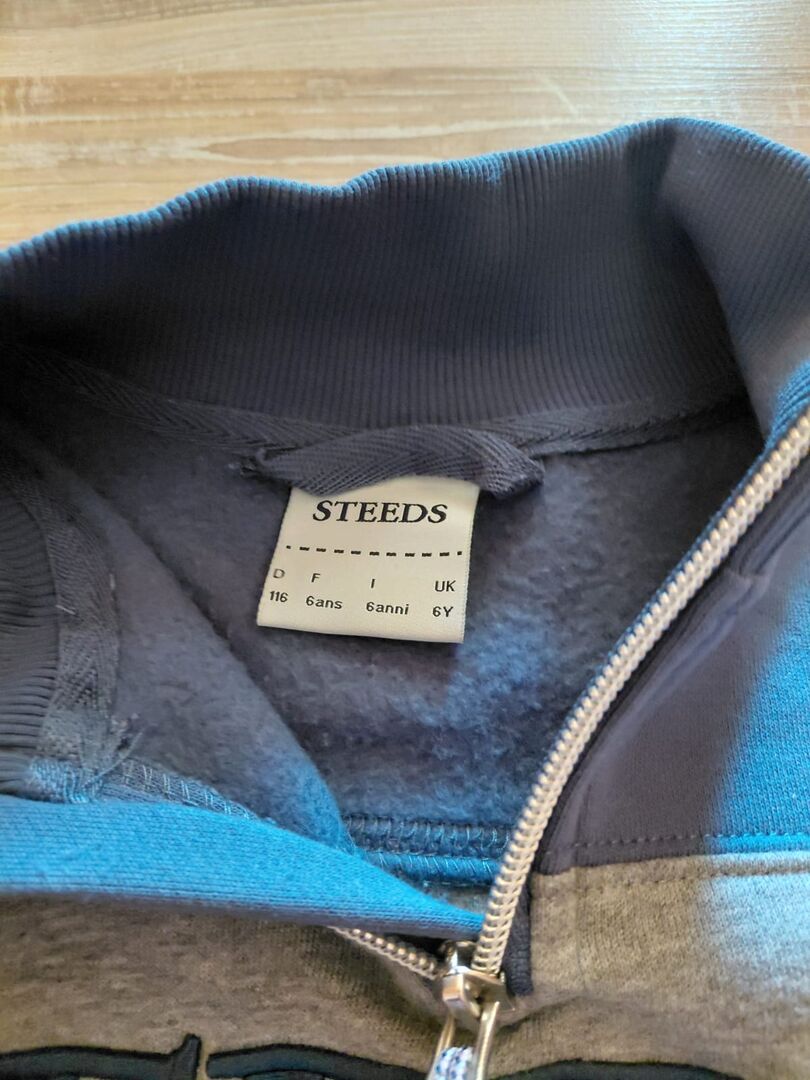 STEEDS
D F I UK
116 6ans 6anni 6Y